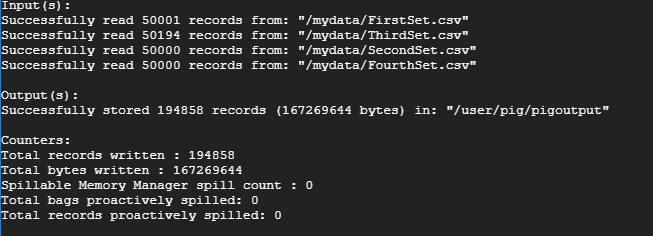 Input(s):
Successfully read 50001 records from: "/mydata/FirstSet.csv"
Successfully read 50194 records from: "/mydata/ThirdSet.csv"
Successfully read 50000 records from: "/mydata/SecondSet.csv"
Successfully read 50000 records from: "/mydata/FourthSet.csv"
Output(s):
Successfully stored 194858 records (167269644 bytes) in: "/user/pig/pigoutput"
Counters:
Total records written : 194858
Total bytes written : 167269644
Spillable Memory Manager spill count : 0
Total bags proactively spilled: 0
Total records proactively spilled: 0